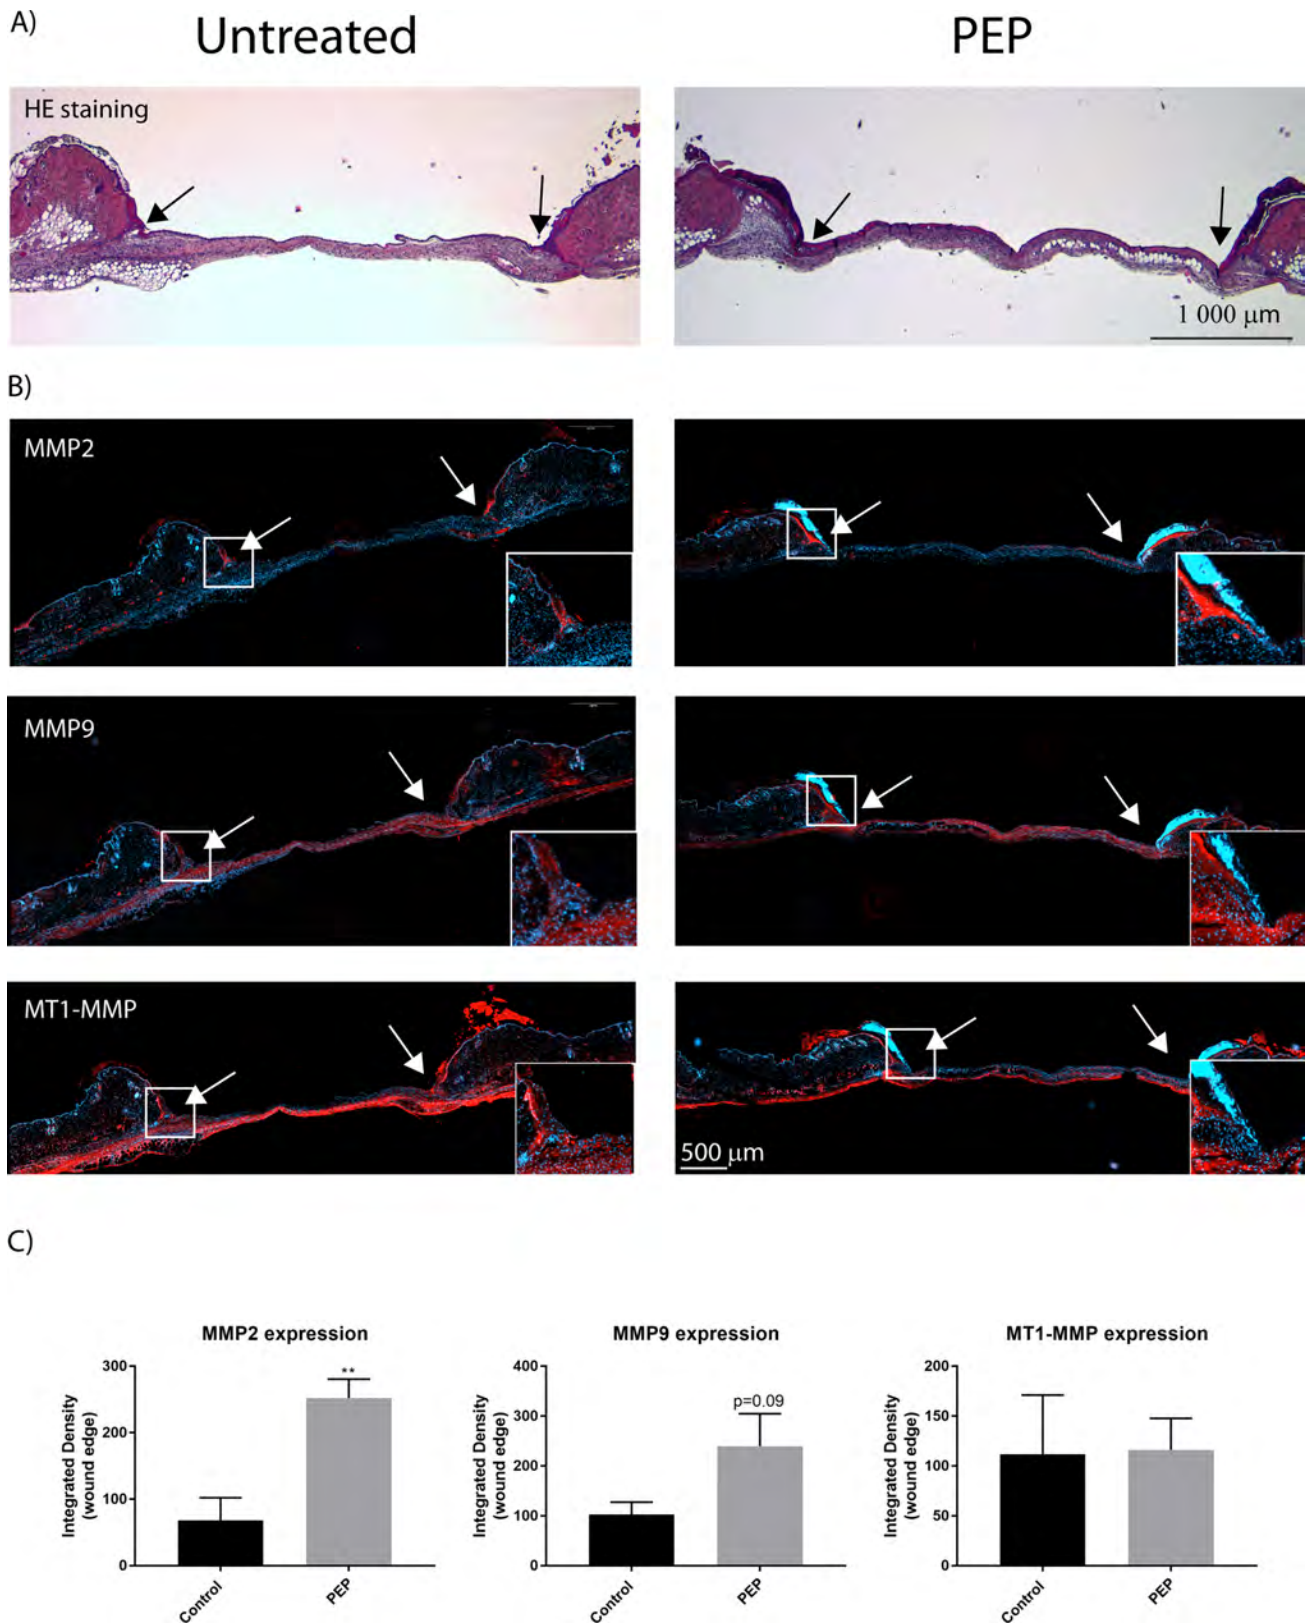 A)
Untreated
PEP
HE staining
1 000 µm
B)
MMP2
MMP9
MT1-MMP
500 µm
C)
MMP2 expression
Integrated Density
(wound edge)
300
200
100
0
**
Control
PEP
MMP9 expression
Integrated Density
(wound edge)
400
300
200
100
0
p=0.09
Control
PEP
MT1-MMP expression
Integrated Density
(wound edge)
200
150
100
50
0
Control
PEP